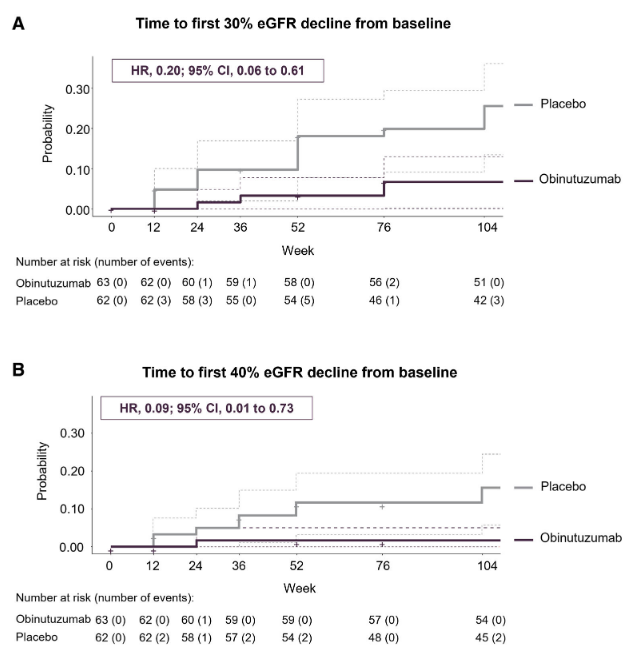 A
Time to first 30% eGFR decline from baseline
HR, 0.20; 95% CI, 0.06 to 0.61
Probability
0.30
0.20
0.10
0.00
Placebo
Obinutuzumab
0 12 24 36 52 76 104
Week
Number at risk (number of events):
Obinutuzumab 63 (0) 62 (0) 60 (1) 59 (1) 58 (0) 56 (2) 51 (0)
Placebo 62 (0) 62 (3) 58 (3) 55 (0) 54 (5) 46 (1) 42 (3)
B
Time to first 40% eGFR decline from baseline
HR, 0.09; 95% CI, 0.01 to 0.73
Probability
0.30
0.20
0.10
0.00
Placebo
Obinutuzumab
0 12 24 36 52 76 104
Week
Number at risk (number of events):
Obinutuzumab 63 (0) 62 (0) 60 (1) 59 (0) 59 (0) 57 (0) 54 (0)
Placebo 62 (0) 62 (2) 58 (1) 57 (2) 54 (2) 48 (0) 45 (2)